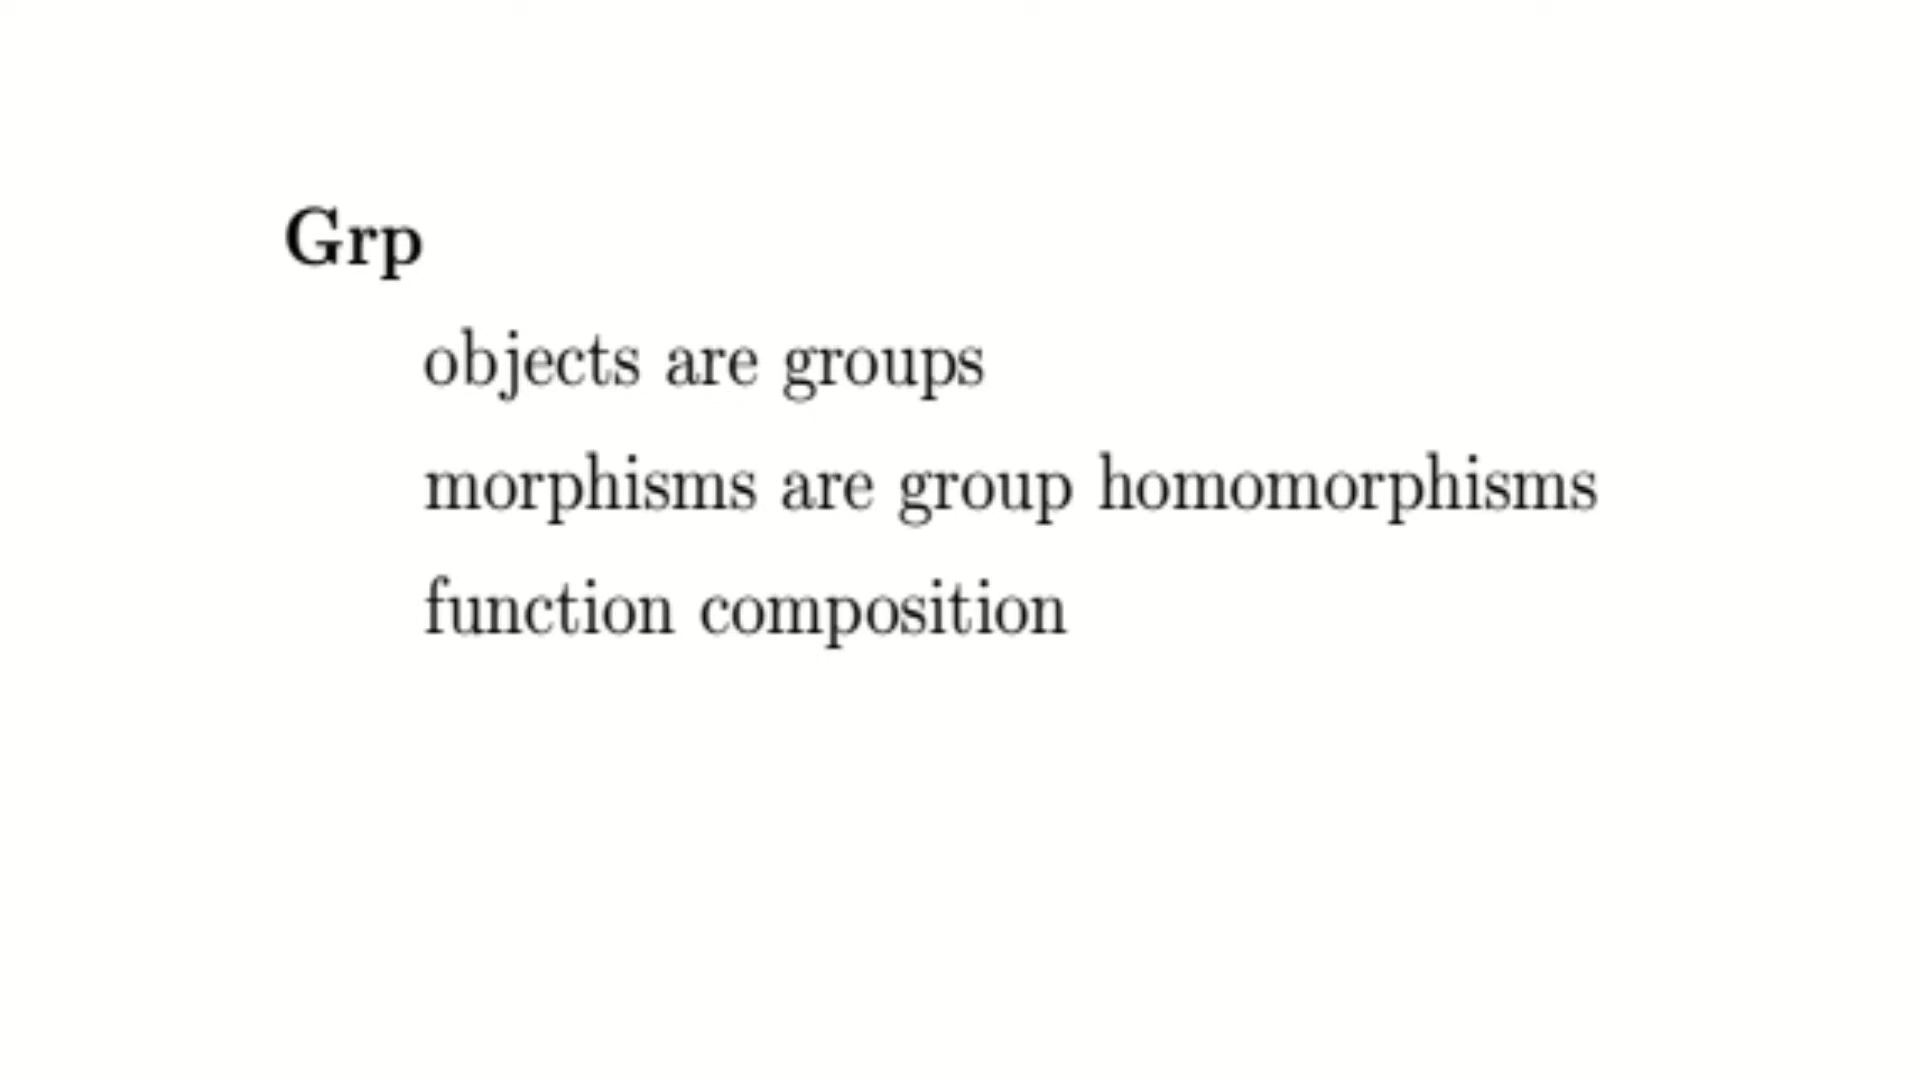 Grp
objects are groups
morphisms are group homomorphisms
function composition